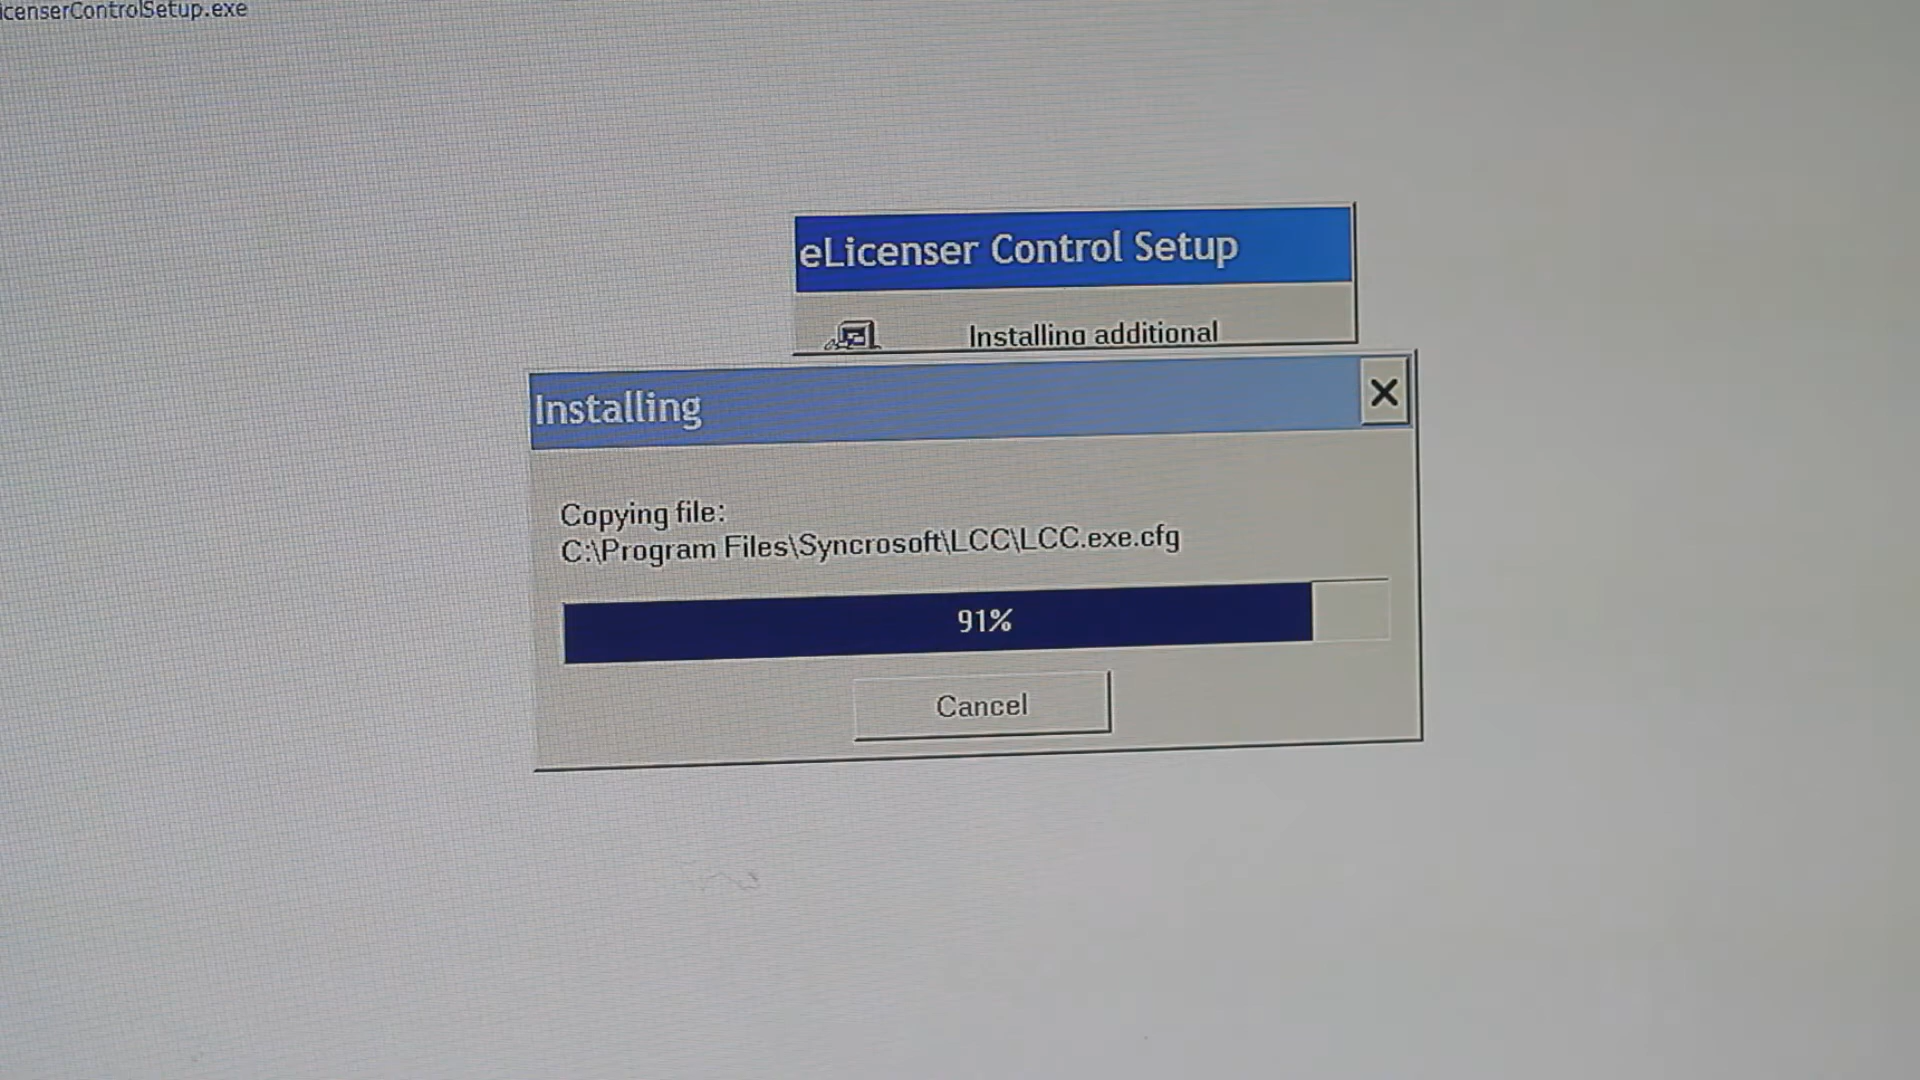 icenserControlSetup.exe
eLicenser Control Setup
Installing additional
Installing
Copying file:
C:\Program Files\Syncrosoft\LCC\LCC.exe.cfg
91%
Cancel